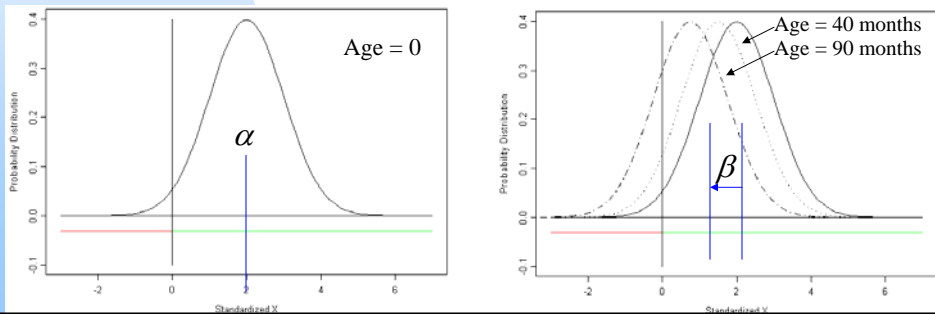 Age = 0
α
Probability Distribution
0.4
0.3
0.2
0.1
0.0
-0.1
-2 0 2 4 6
Standardized X
Age = 40 months
Age = 90 months
β
Probability Distribution
0.4
0.3
0.2
0.1
0.0
-0.1
-2 0 2 4 6
Standardized X